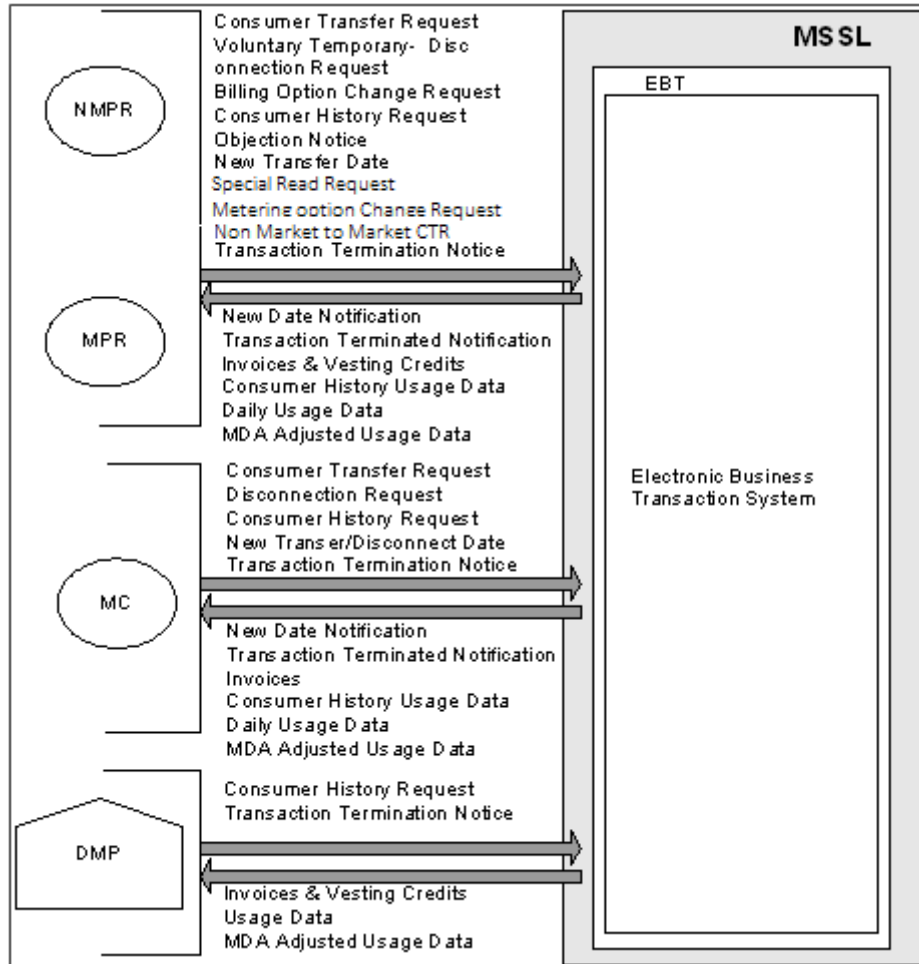 MSSL
EBT
NMPR
Consumer Transfer Request
Voluntary Temporary- Disc
onnection Request
Billing Option Change Request
Consumer History Request
Objection Notice
New Transfer Date
Special Read Request
Metering option Change Request
Non Market to Market CTR
Transaction Termination Notice
MPR
New Date Notification
Transaction Terminated Notification
Invoices & Vesting Credits
Consumer History Usage Data
Daily Usage Data
MDA Adjusted Usage Data
Electronic Business
Transaction System
Consumer Transfer Request
Disconnection Request
Consumer History Request
New Transer/Disconnect Date
Transaction Termination Notice
MC
New Date Notification
Transaction Terminated Notification
Invoices
Consumer History Usage Data
Daily Usage Data
MDA Adjusted Usage Data
Consumer History Request
Transaction Termination Notice
DMP
Invoices & Vesting Credits
Usage Data
MDA Adjusted Usage Data